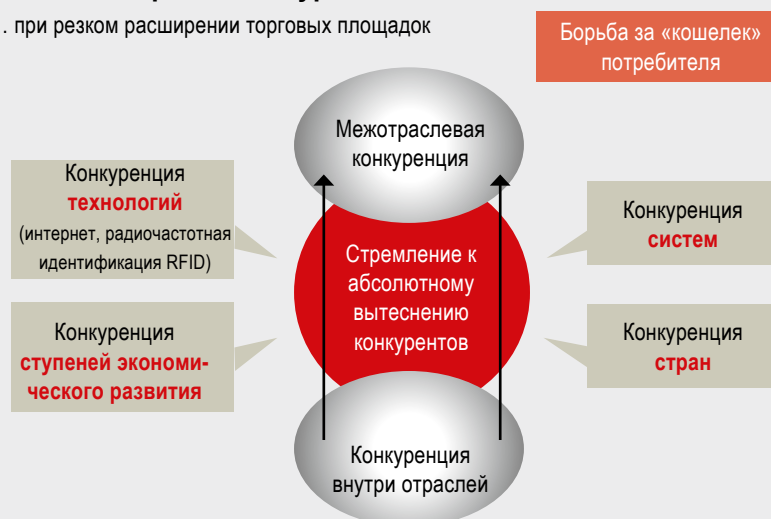 . при резком расширении торговых площадок
Борьба за «кошелек»
потребителя
Межотраслевая
конкуренция
Конкуренция
технологий
(интернет, радиочастотная
идентификация RFID)
Конкуренция
систем
Стремление к
абсолютному
вытеснению
конкурентов
Конкуренция
ступеней экономи-
ческого развития
Конкуренция
стран
Конкуренция
внутри отраслей